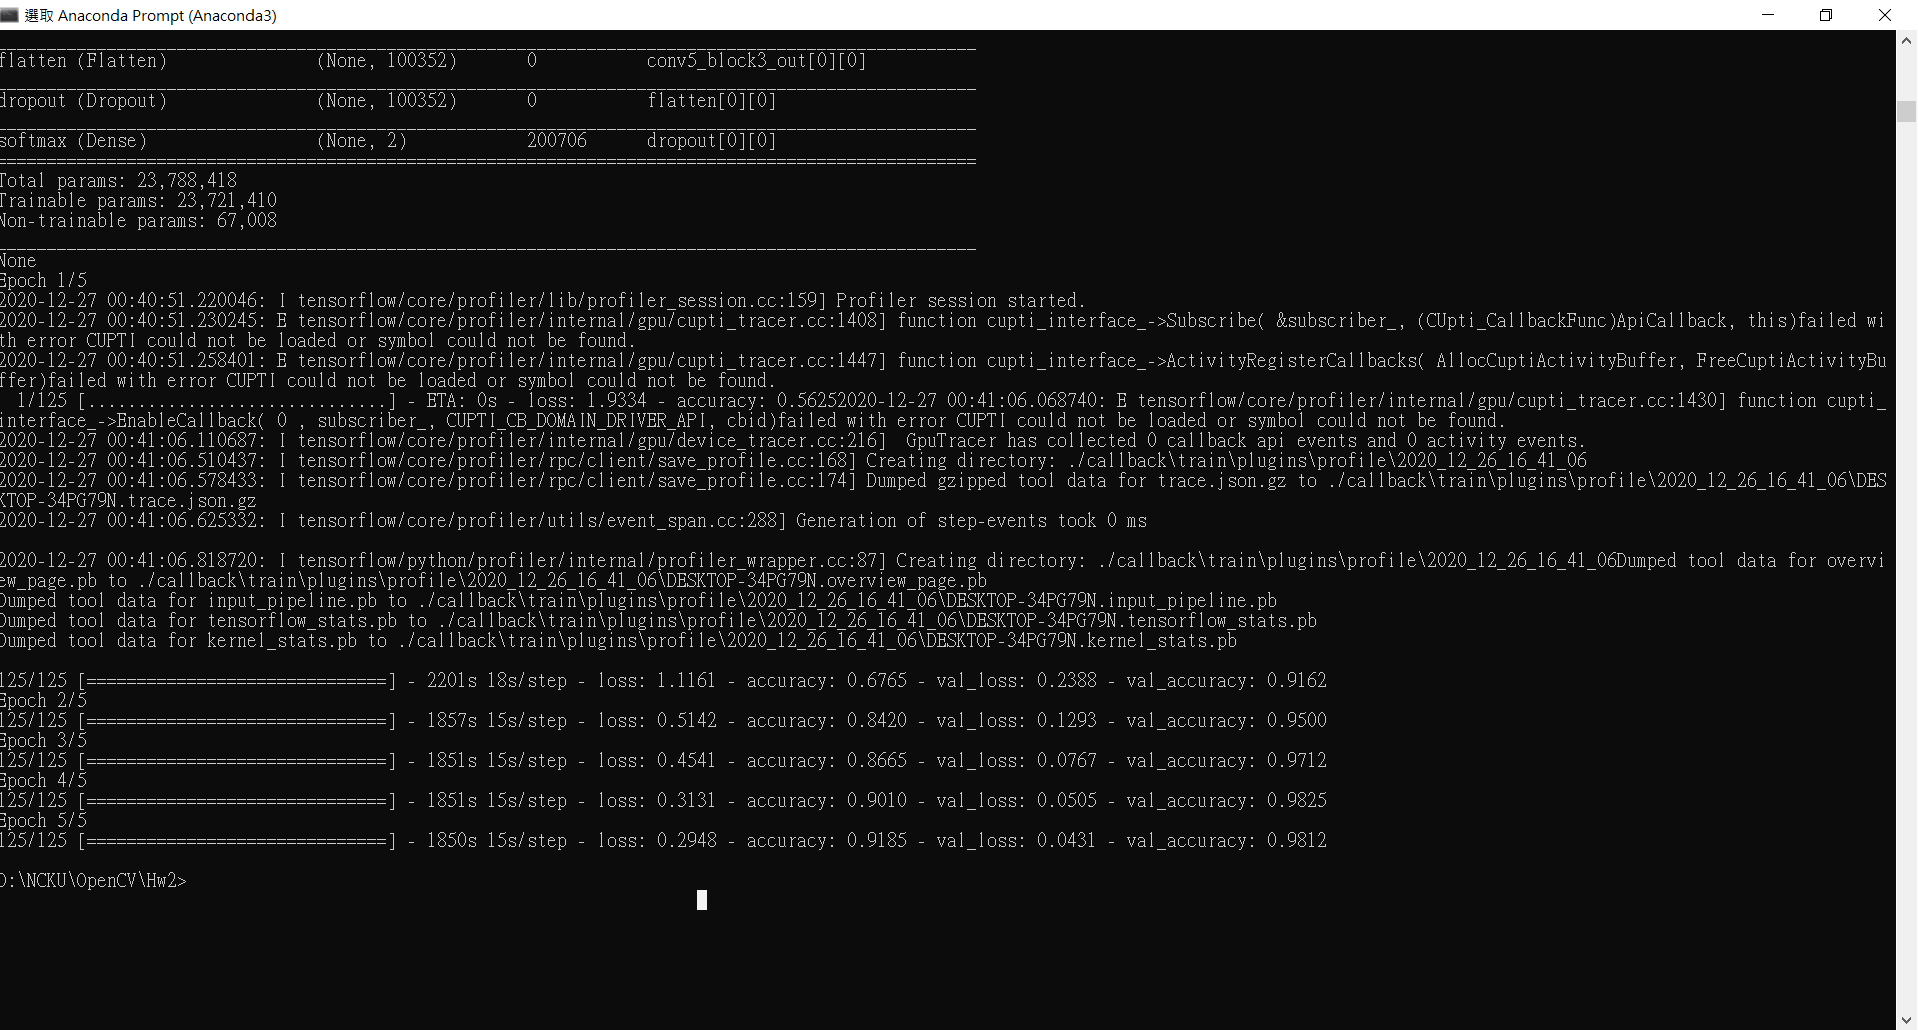 選取 Anaconda Prompt (Anaconda3)
flatten (Flatten) (None, 100352) 0 conv5_block3_out[0][0]
dropout (Dropout) (None, 100352) 0 flatten[0][0]
softmax (Dense) (None, 2) 200706 dropout[0][0]
Total params: 23,788,418
Trainable params: 23,721,410
Non-trainable params: 67,008
None
Epoch 1/5
2020-12-27 00:40:51.220046: I tensorflow/core/profiler/lib/profiler_session.cc:159] Profiler session started.
2020-12-27 00:40:51.230245: E tensorflow/core/profiler/internal/gpu/cupti_tracer.cc:1408] function cupti_interface_->Subscribe( &subscriber_, (CUpti_CallbackFunc)ApiCallback, this)failed wi
th error CUPTI could not be loaded or symbol could not be found.
2020-12-27 00:40:51.258401: E tensorflow/core/profiler/internal/gpu/cupti_tracer.cc:1447] function cupti_interface_->ActivityRegisterCallbacks( AllocCuptiActivityBuffer, FreeCuptiActivityBu
ffer)failed with error CUPTI could not be loaded or symbol could not be found.
1/125 [..............................] - ETA: 0s - loss: 1.9334 - accuracy: 0.56252020-12-27 00:41:06.068740: E tensorflow/core/profiler/internal/gpu/cupti_tracer.cc:1430] function cupti_
interface_->EnableCallback( 0 , subscriber_, CUPTI_CB_DOMAIN_DRIVER_API, cbid)failed with error CUPTI could not be loaded or symbol could not be found.
2020-12-27 00:41:06.110687: I tensorflow/core/profiler/internal/gpu/device_tracer.cc:216]  GpuTracer has collected 0 callback api events and 0 activity events.
2020-12-27 00:41:06.510437: I tensorflow/core/profiler/rpc/client/save_profile.cc:168] Creating directory: ./callback\train\plugins\profile\2020_12_26_16_41_06
2020-12-27 00:41:06.578433: I tensorflow/core/profiler/rpc/client/save_profile.cc:174] Dumped gzipped tool data for trace.json.gz to ./callback\train\plugins\profile\2020_12_26_16_41_06\DES
KTOP-34PG79N.trace.json.gz
2020-12-27 00:41:06.625332: I tensorflow/core/profiler/utils/event_span.cc:288] Generation of step-events took 0 ms
2020-12-27 00:41:06.818720: I tensorflow/python/profiler/internal/profiler_wrapper.cc:87] Creating directory: ./callback\train\plugins\profile\2020_12_26_16_41_06Dumped tool data for overvi
ew_page.pb to ./callback\train\plugins\profile\2020_12_26_16_41_06\DESKTOP-34PG79N.overview_page.pb
Dumped tool data for input_pipeline.pb to ./callback\train\plugins\profile\2020_12_26_16_41_06\DESKTOP-34PG79N.input_pipeline.pb
Dumped tool data for tensorflow_stats.pb to ./callback\train\plugins\profile\2020_12_26_16_41_06\DESKTOP-34PG79N.tensorflow_stats.pb
Dumped tool data for kernel_stats.pb to ./callback\train\plugins\profile\2020_12_26_16_41_06\DESKTOP-34PG79N.kernel_stats.pb
125/125 [==============================] - 2201s 18s/step - loss: 1.1161 - accuracy: 0.6765 - val_loss: 0.2388 - val_accuracy: 0.9162
Epoch 2/5
125/125 [==============================] - 1857s 15s/step - loss: 0.5142 - accuracy: 0.8420 - val_loss: 0.1293 - val_accuracy: 0.9500
Epoch 3/5
125/125 [==============================] - 1851s 15s/step - loss: 0.4541 - accuracy: 0.8665 - val_loss: 0.0767 - val_accuracy: 0.9712
Epoch 4/5
125/125 [==============================] - 1851s 15s/step - loss: 0.3131 - accuracy: 0.9010 - val_loss: 0.0505 - val_accuracy: 0.9825
Epoch 5/5
125/125 [==============================] - 1850s 15s/step - loss: 0.2948 - accuracy: 0.9185 - val_loss: 0.0431 - val_accuracy: 0.9812
D:\NCKU\OpenCV\Hw2>